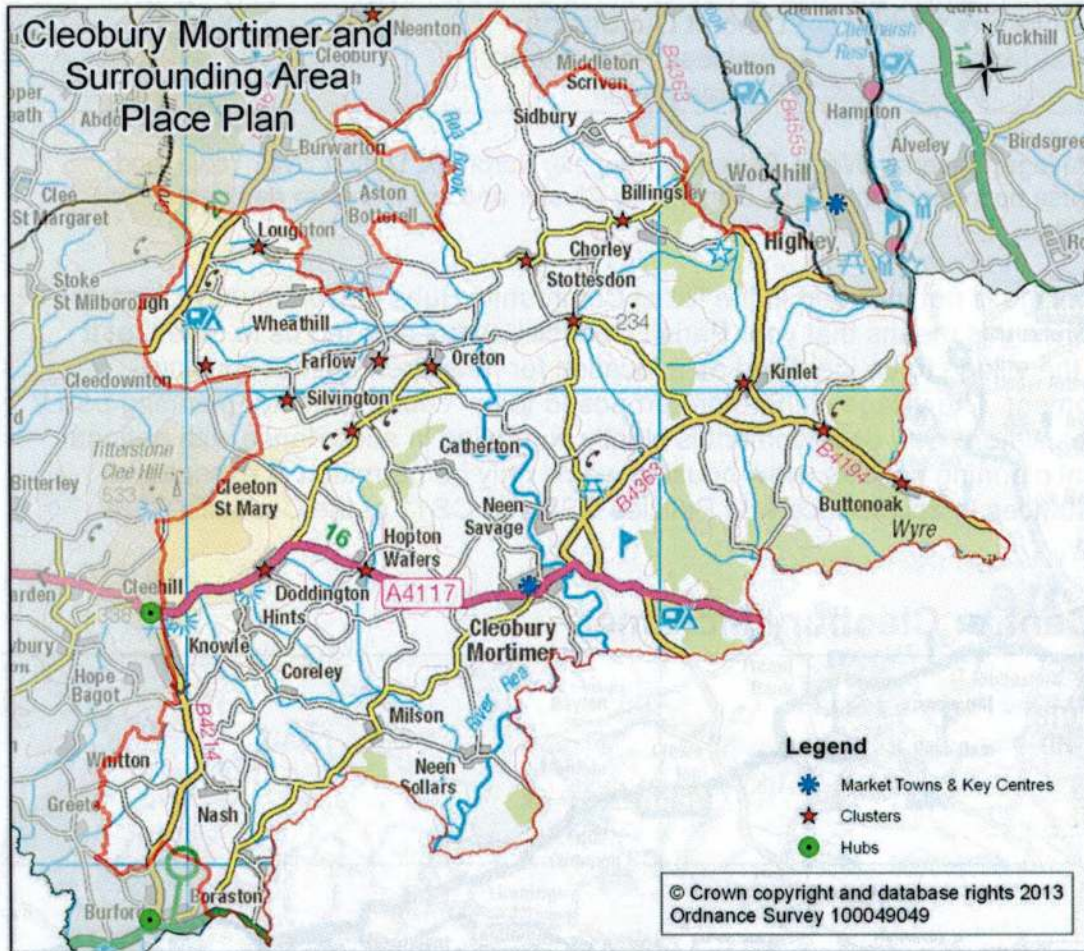 Cleobury Mortimer and
Surrounding Area
Place Plan
Neenton
Cleobury
Middleton
Scriven
Sidbury
B4363
Sutton
Chelmarsh
B4555
Hampton
14
Tuckhill
N
Alveley
Birdsgreen
Burwarton
Rea
Brook
Clee
St Margaret
Aston
Botterell
Billingsley
Woodhill
River
Loughton
Chorley
Highley
Stoke
St Milborough
Stottesdon
234
Wheathill
Farlow
Oreton
Cleedownton
Kinlet
Silvington
Titterstone
Clee Hill
533
Catherton
B4194
Bitterley
Cleeton
St Mary
Neen
Savage
B4363
Buttonoak
Wyre
16
Hopton
Wafers
A4117
Cleehill
Doddington
Hints
Cleobury
Mortimer
Knowle
Hope
Bagot
Coreley
River Rea
Milson
B4214
Whitton
Neen
Sollars
Nash
Greete
Burford
Boraston
Legend
Market Towns & Key Centres
Clusters
Hubs
© Crown copyright and database rights 2013
Ordnance Survey 100049049